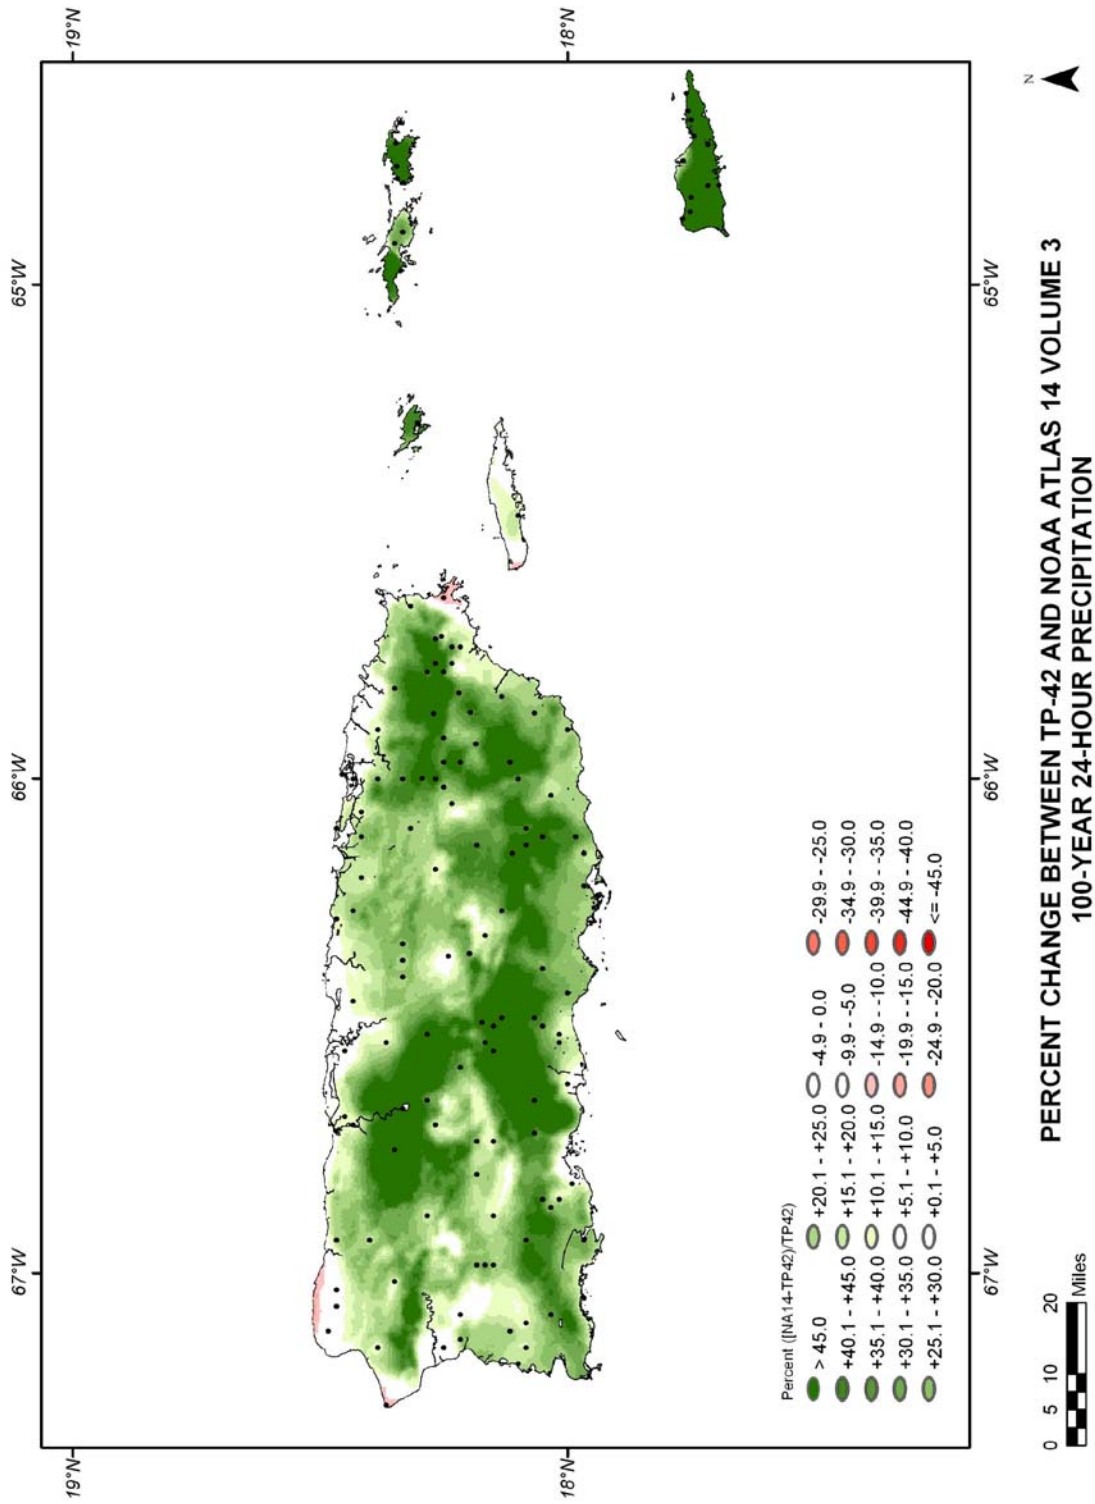 19°N
18°N
65°W
65°W
66°W
66°W
67°W
67°W
19°N
18°N
Percent ([NA14-TP42)/TP42)
> 45.0
+40.1 - +45.0
+35.1 - +40.0
+30.1 - +35.0
+25.1 - +30.0
+20.1 - +25.0
+15.1 - +20.0
+10.1 - +15.0
+5.1 - +10.0
+0.1 - +5.0
-4.9 - 0.0
-9.9 - -5.0
-14.9 - -10.0
-19.9 - -15.0
-24.9 - -20.0
-29.9 - -25.0
-34.9 - -30.0
-39.9 - -35.0
-44.9 - -40.0
<= -45.0
0 5 10 20
Miles
N
PERCENT CHANGE BETWEEN TP-42 AND NOAA ATLAS 14 VOLUME 3
100-YEAR 24-HOUR PRECIPITATION